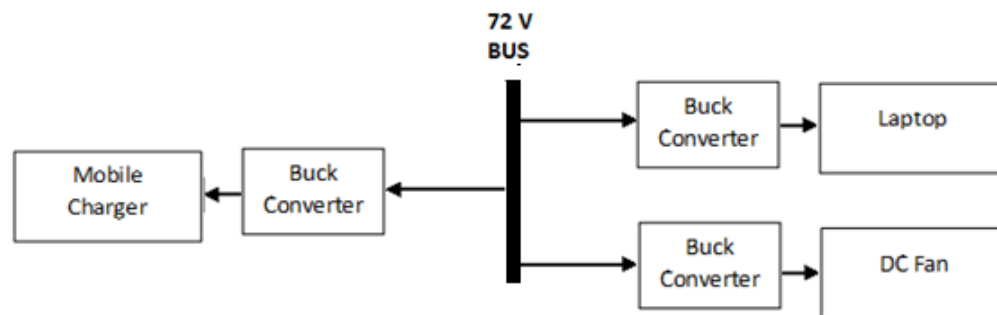 72 V
BUS
Buck
Converter
Laptop
Mobile
Charger
Buck
Converter
Buck
Converter
DC Fan